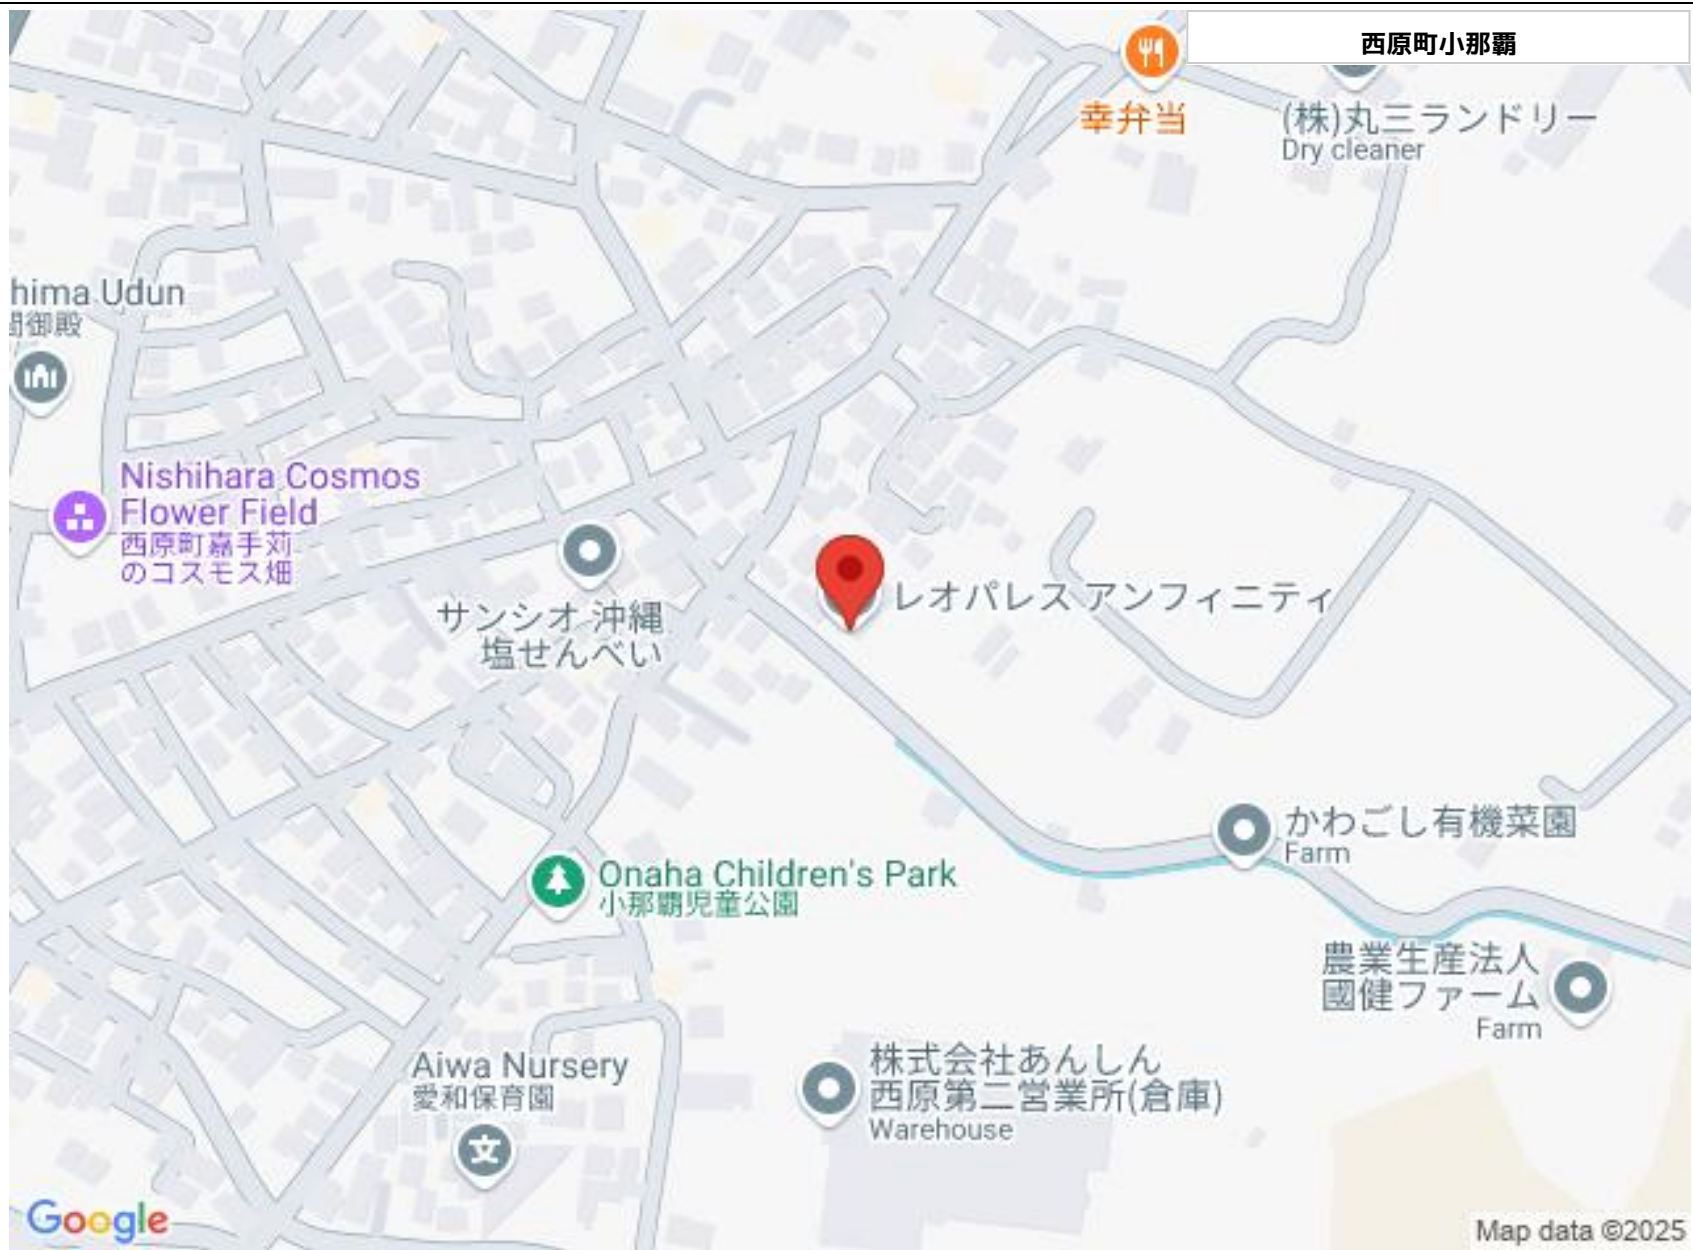 西原町小那覇
幸弁当
(株)丸三ランドリー
Dry cleaner
hima Udun
間御殿
Nishihara Cosmos
Flower Field
西原町嘉手苅
のコスモス畑
サンシオ 沖縄
塩せんべい
レオパレス アンフィニティ
かわごし有機菜園
Farm
Onaha Children's Park
小那覇児童公園
農業生産法人
國健ファーム
Farm
Aiwa Nursery
愛和保育園
文
株式会社あんしん
西原第二営業所(倉庫)
Warehouse
Google
Map data ©2025